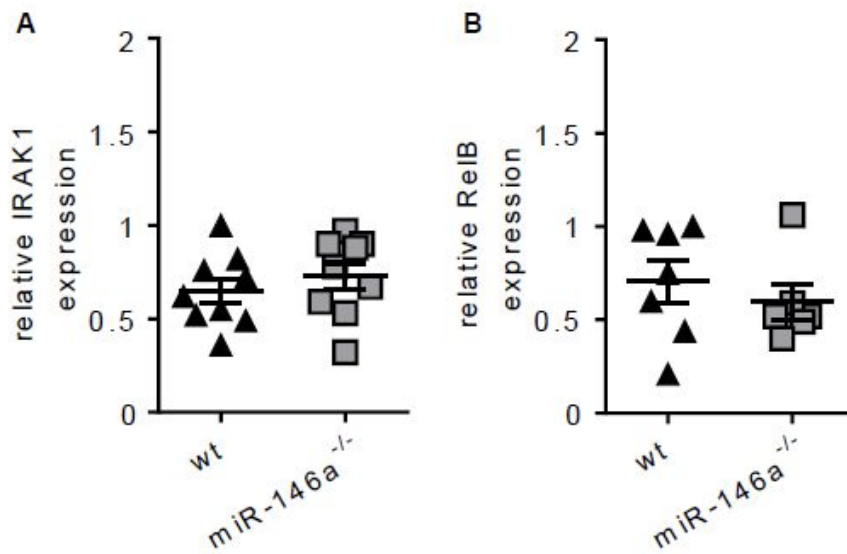 A
relative IRAK1
expression
2
1.5
1
0.5
0
wt
miR-146a-/-
B
relative RelB
expression
2
1.5
1
0.5
0
wt
miR-146a-/-